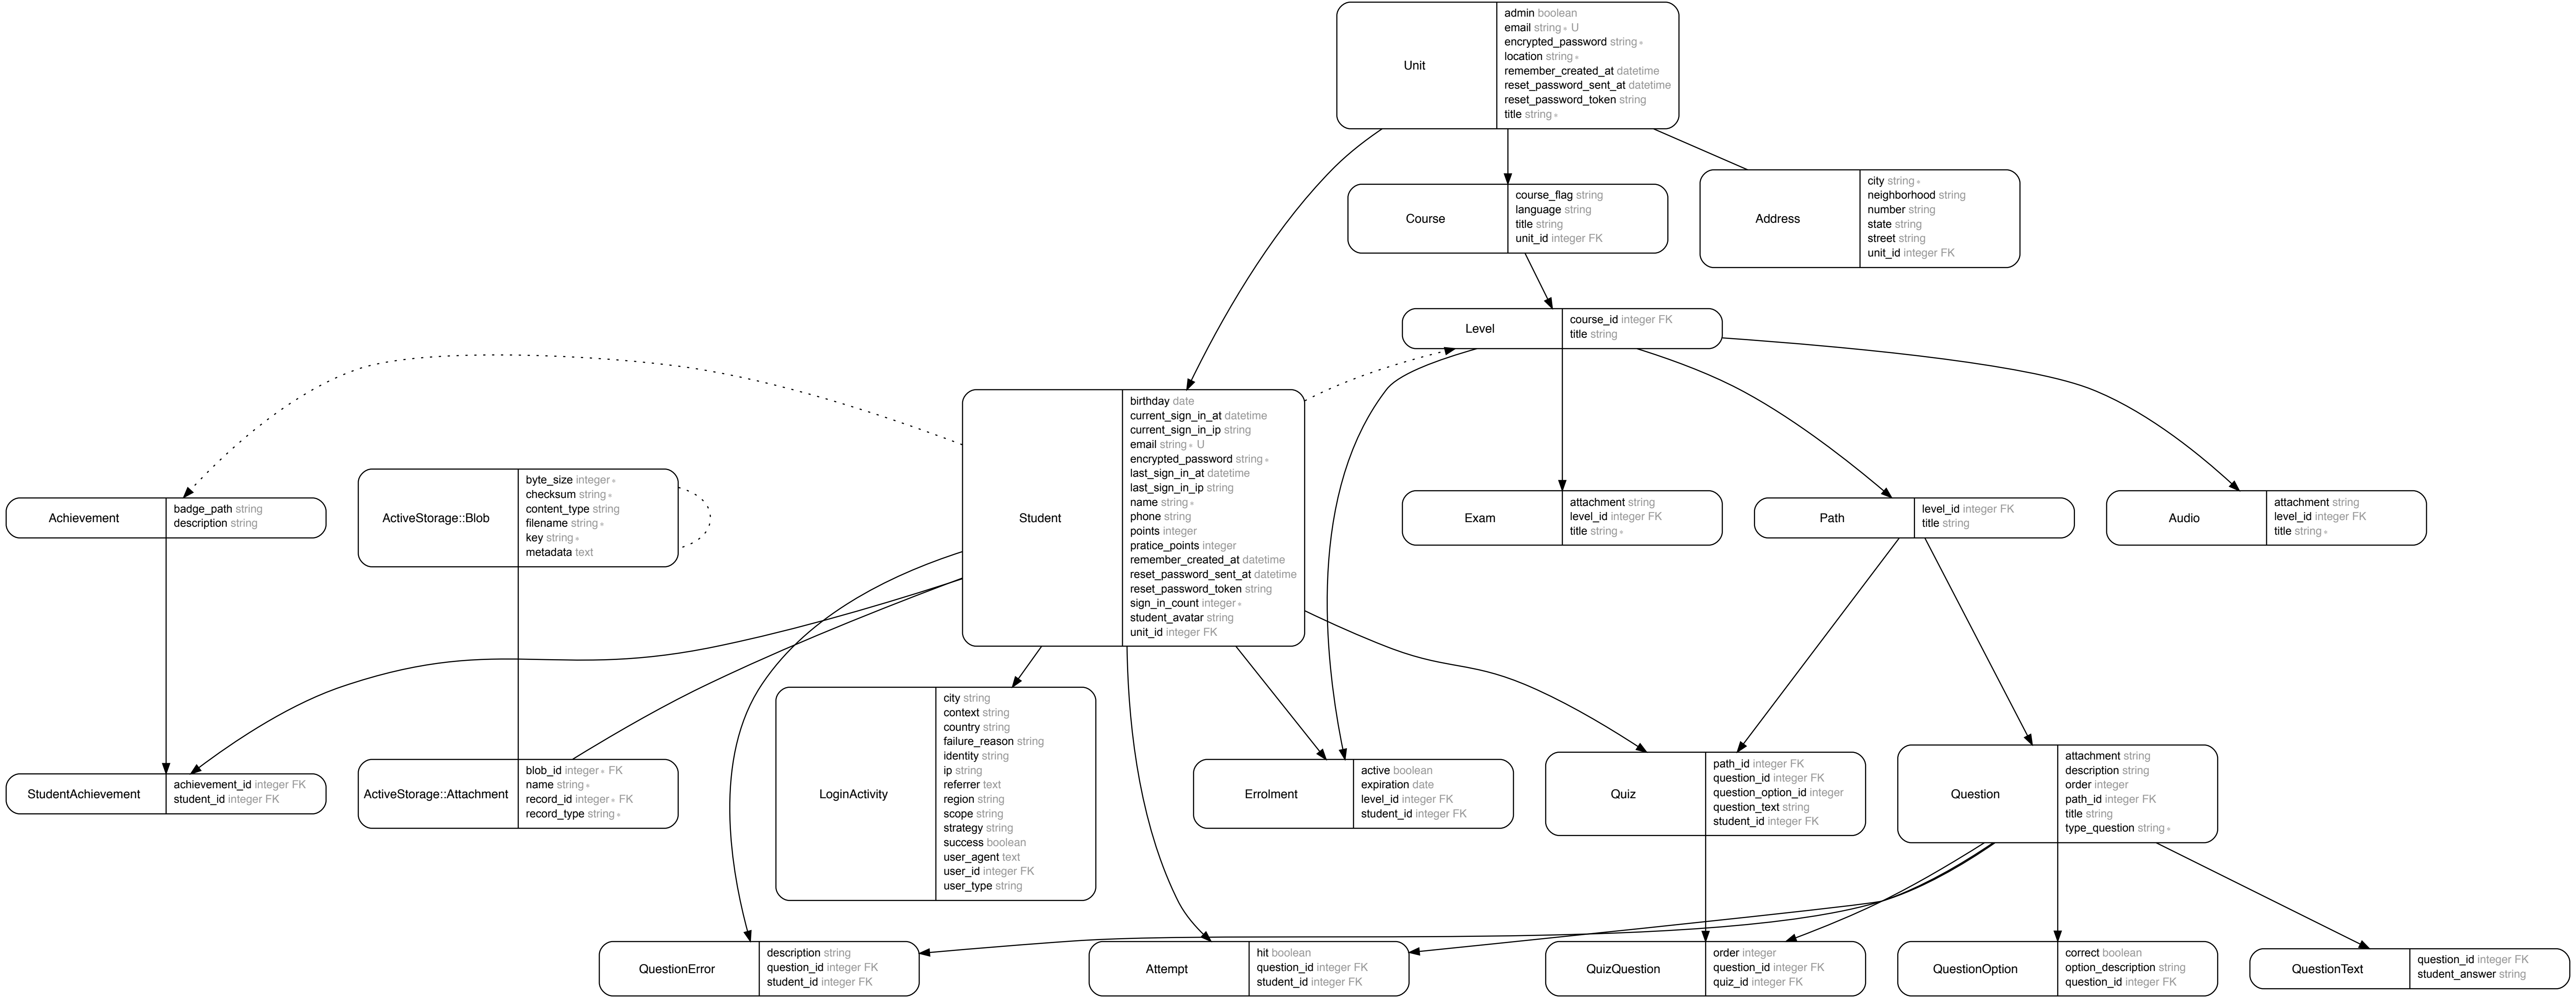 Unit
admin boolean
email string * U
encrypted_password string *
location string *
remember_created_at datetime
reset_password_sent_at datetime
reset_password_token string
title string *
Course
course_flag string
language string
title string
unit_id integer FK
Address
city string *
neighborhood string
number string
state string
street string
unit_id integer FK
Level
course_id integer FK
title string
Student
birthday date
current_sign_in_at datetime
current_sign_in_ip string
email string * U
encrypted_password string *
last_sign_in_at datetime
last_sign_in_ip string
name string *
phone string
points integer
pratice_points integer
remember_created_at datetime
reset_password_sent_at datetime
reset_password_token string
sign_in_count integer *
student_avatar string
unit_id integer FK
Achievement
badge_path string
description string
ActiveStorage::Blob
byte_size integer *
checksum string *
content_type string
filename string *
key string *
metadata text
Exam
attachment string
level_id integer FK
title string *
Path
level_id integer FK
title string
Audio
attachment string
level_id integer FK
title string *
StudentAchievement
achievement_id integer FK
student_id integer FK
ActiveStorage::Attachment
blob_id integer * FK
name string *
record_id integer * FK
record_type string *
LoginActivity
city string
context string
country string
failure_reason string
identity string
ip string
referrer text
region string
scope string
strategy string
success boolean
user_agent text
user_id integer FK
user_type string
Errolment
active boolean
expiration date
level_id integer FK
student_id integer FK
Quiz
path_id integer FK
question_id integer FK
question_option_id integer
question_text string
student_id integer FK
Question
attachment string
description string
order integer
path_id integer FK
title string
type_question string *
QuestionError
description string
question_id integer FK
student_id integer FK
Attempt
hit boolean
question_id integer FK
student_id integer FK
QuizQuestion
order integer
question_id integer FK
quiz_id integer FK
QuestionOption
correct boolean
option_description string
question_id integer FK
QuestionText
question_id integer FK
student_answer string